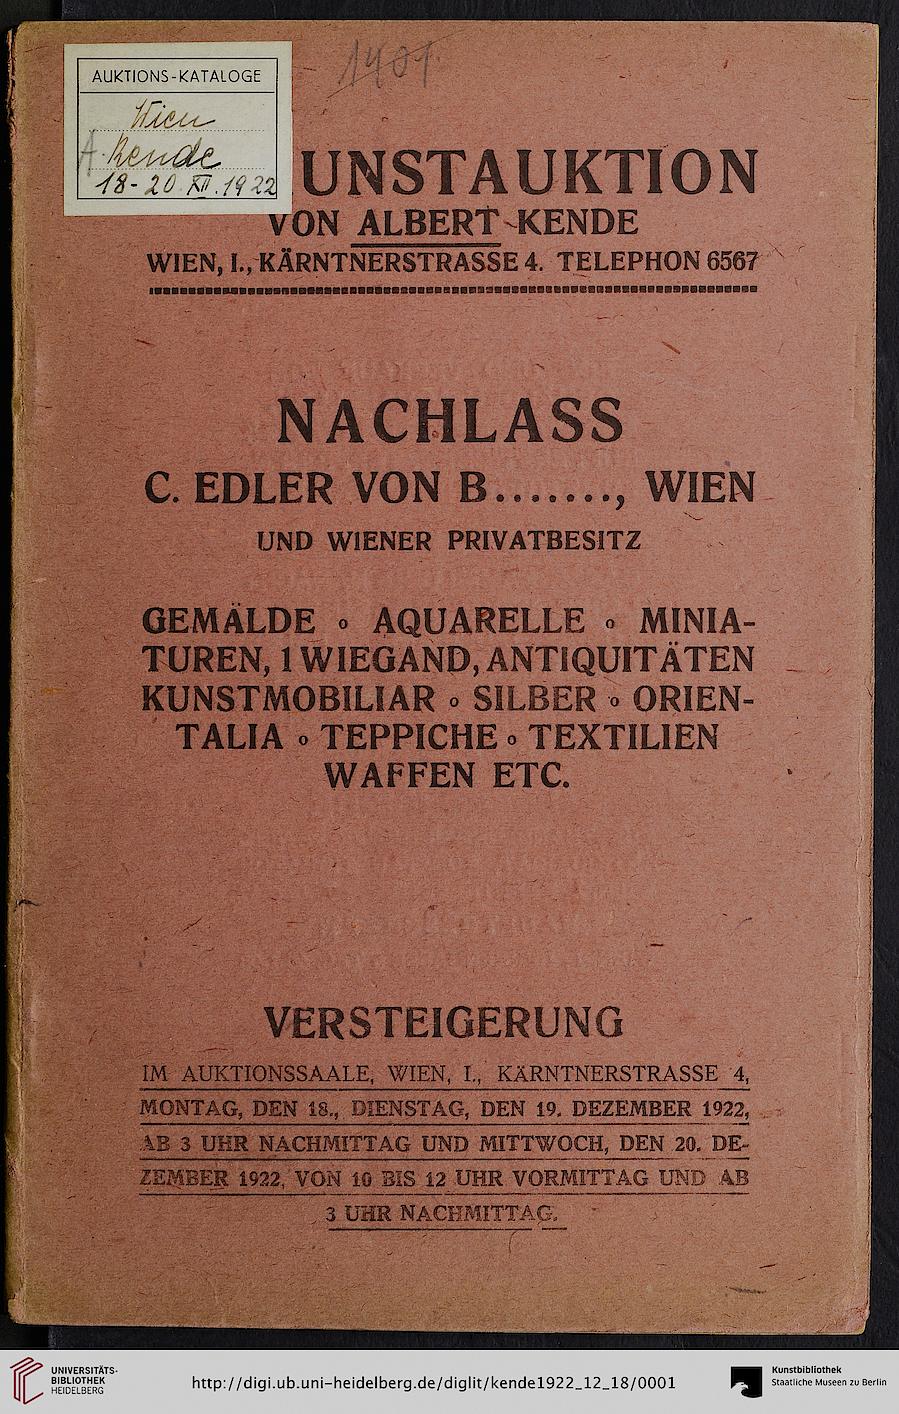 1401.
AUKTIONS-KATALOGE
Wien
A. Kende
18-20.XII.1922
UNSTAUKTION
VON ALBERT KENDE
WIEN, I., KÄRNTNERSTRASSE 4. TELEPHON 6567
NACHLASS
C. EDLER VON B......., WIEN
UND WIENER PRIVATBESITZ
GEMÄLDE o AQUARELLE o MINIA-
TUREN, 1 WIEGAND, ANTIQUITÄTEN
KUNSTMOBILIAR o SILBER o ORIEN-
TALIA o TEPPICHE o TEXTILIEN
WAFFEN ETC.
VERSTEIGERUNG
IM AUKTIONSSAALE, WIEN, I., KÄRNTNERSTRASSE 4,
MONTAG, DEN 18., DIENSTAG, DEN 19. DEZEMBER 1922,
AB 3 UHR NACHMITTAG UND MITTWOCH, DEN 20. DE-
ZEMBER 1922, VON 10 BIS 12 UHR VORMITTAG UND AB
3 UHR NACHMITTAG.
UNIVERSITÄTS-
BIBLIOTHEK
HEIDELBERG
http://digi.ub.uni-heidelberg.de/diglit/kende1922_12_18/0001
Kunstbibliothek
Staatliche Museen zu Berlin